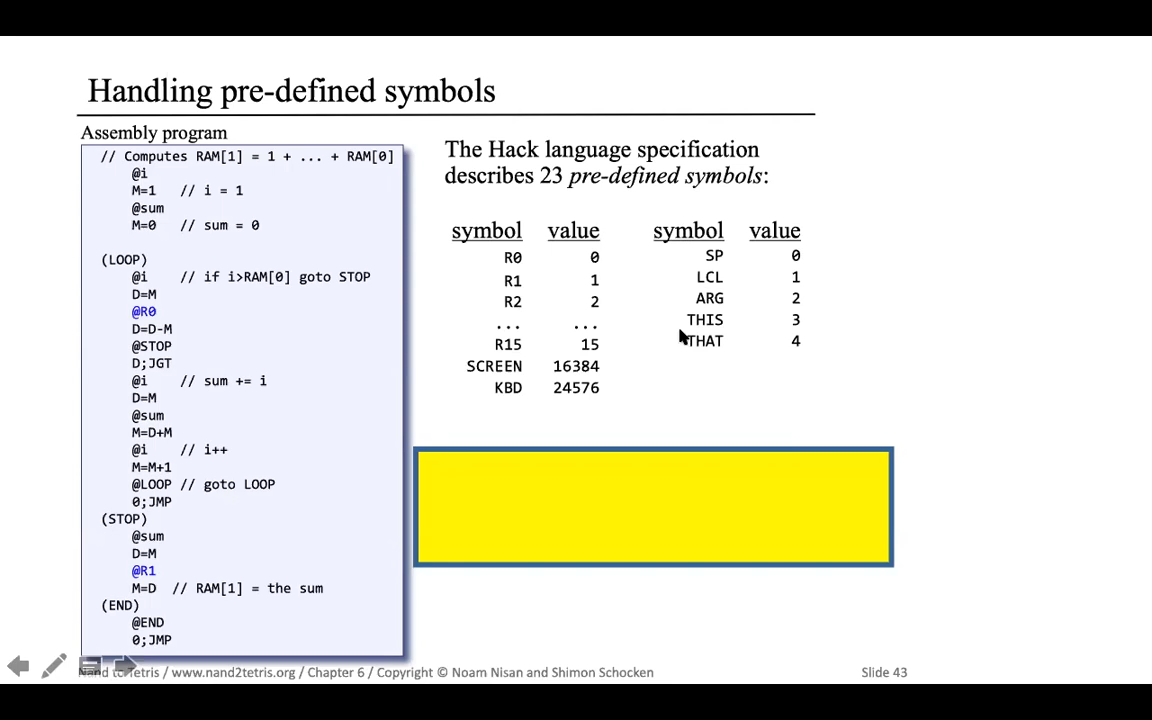 Handling pre-defined symbols
Assembly program
// Computes RAM[1] = 1 + ... + RAM[0]
@i
M=1 // i = 1
@sum
M=0 // sum = 0
(LOOP)
@i // if i>RAM[0] goto STOP
D=M
@R0
D=D-M
@STOP
D;JGT
@i // sum += i
D=M
@sum
M=D+M
@i // i++
M=M+1
@LOOP // goto LOOP
0;JMP
(STOP)
@sum
D=M
@R1
M=D // RAM[1] = the sum
(END)
@END
0;JMP
The Hack language specification
describes 23 pre-defined symbols:
symbol value
R0 0
R1 1
R2 2
... ...
R15 15
SCREEN 16384
KBD 24576
symbol value
SP 0
LCL 1
ARG 2
THIS 3
THAT 4
Nand to Tetris / www.nand2tetris.org / Chapter 6 / Copyright © Noam Nisan and Shimon Schocken
Slide 43